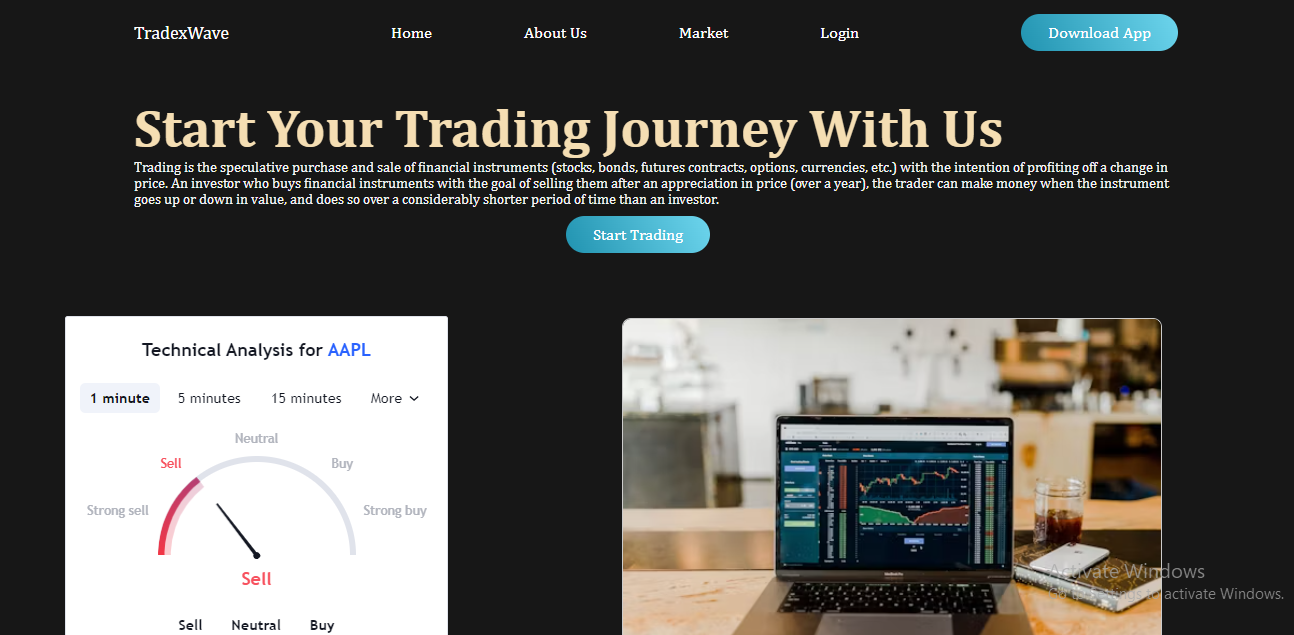 TradexWave
Home
About Us
Market
Login
Download App
Start Your Trading Journey With Us
Trading is the speculative purchase and sale of financial instruments (stocks, bonds, futures contracts, options, currencies, etc.) with the intention of profiting off a change in
price. An investor who buys financial instruments with the goal of selling them after an appreciation in price (over a year), the trader can make money when the instrument
goes up or down in value, and does so over a considerably shorter period of time than an investor.
Start Trading
Technical Analysis for AAPL
1 minute
5 minutes
15 minutes
More
Neutral
Sell
Buy
Strong sell
Strong buy
Sell
Sell
Neutral
Buy
Activate Windows
activate Windows.